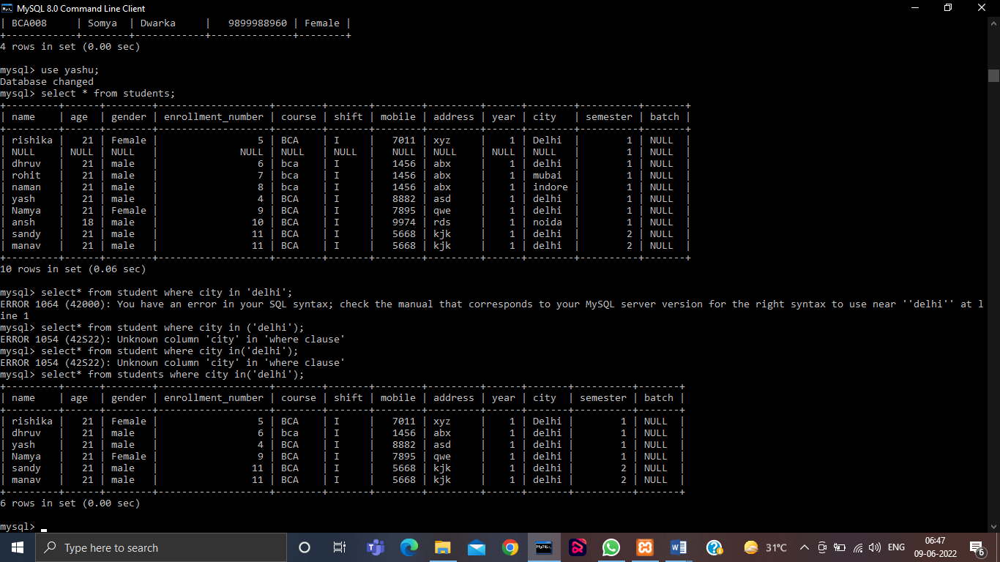 MySQL 8.0 Command Line Client
| BCA008     | Somya  | Dwarka     |   9899988960 | Female |
+------------+--------+------------+--------------+--------+
4 rows in set (0.00 sec)
mysql> use yashu;
Database changed
mysql> select * from students;
+---------+------+--------+-------------------+--------+-------+--------+---------+------+--------+----------+-------+
| name    | age  | gender | enrollment_number | course | shift | mobile | address | year | city   | semester | batch |
+---------+------+--------+-------------------+--------+-------+--------+---------+------+--------+----------+-------+
| rishika |   21 | Female |                 5 | BCA    | I     |   7011 | xyz     |    1 | Delhi  |        1 | NULL  |
| NULL    | NULL | NULL   |              NULL | NULL   | NULL  |   NULL | NULL    | NULL | NULL   |        1 | NULL  |
| dhruv   |   21 | male   |                 6 | bca    | I     |   1456 | abx     |    1 | delhi  |        1 | NULL  |
| rohit   |   21 | male   |                 7 | bca    | I     |   1456 | abx     |    1 | mubai  |        1 | NULL  |
| naman   |   21 | male   |                 8 | bca    | I     |   1456 | abx     |    1 | indore |        1 | NULL  |
| yash    |   21 | male   |                 4 | BCA    | I     |   8882 | asd     |    1 | delhi  |        1 | NULL  |
| Namya   |   21 | Female |                 9 | BCA    | I     |   7895 | qwe     |    1 | delhi  |        1 | NULL  |
| ansh    |   18 | male   |                10 | BCA    | I     |   9974 | rds     |    1 | noida  |        1 | NULL  |
| sandy   |   21 | male   |                11 | BCA    | I     |   5668 | kjk     |    1 | delhi  |        2 | NULL  |
| manav   |   21 | male   |                11 | BCA    | I     |   5668 | kjk     |    1 | delhi  |        2 | NULL  |
+---------+------+--------+-------------------+--------+-------+--------+---------+------+--------+----------+-------+
10 rows in set (0.06 sec)
mysql> select* from student where city in 'delhi';
ERROR 1064 (42000): You have an error in your SQL syntax; check the manual that corresponds to your MySQL server version for the right syntax to use near ''delhi'' at l
ine 1
mysql> select* from student where city in ('delhi');
ERROR 1054 (42S22): Unknown column 'city' in 'where clause'
mysql> select* from student where city in('delhi');
ERROR 1054 (42S22): Unknown column 'city' in 'where clause'
mysql> select* from students where city in('delhi');
+---------+------+--------+-------------------+--------+-------+--------+---------+------+-------+----------+-------+
| name    | age  | gender | enrollment_number | course | shift | mobile | address | year | city  | semester | batch |
+---------+------+--------+-------------------+--------+-------+--------+---------+------+-------+----------+-------+
| rishika |   21 | Female |                 5 | BCA    | I     |   7011 | xyz     |    1 | Delhi |        1 | NULL  |
| dhruv   |   21 | male   |                 6 | bca    | I     |   1456 | abx     |    1 | delhi |        1 | NULL  |
| yash    |   21 | male   |                 4 | BCA    | I     |   8882 | asd     |    1 | delhi |        1 | NULL  |
| Namya   |   21 | Female |                 9 | BCA    | I     |   7895 | qwe     |    1 | delhi |        1 | NULL  |
| sandy   |   21 | male   |                11 | BCA    | I     |   5668 | kjk     |    1 | delhi |        2 | NULL  |
| manav   |   21 | male   |                11 | BCA    | I     |   5668 | kjk     |    1 | delhi |        2 | NULL  |
+---------+------+--------+-------------------+--------+-------+--------+---------+------+-------+----------+-------+
6 rows in set (0.00 sec)
mysql>
Type here to search
31°C
ENG
06:47
09-06-2022
6